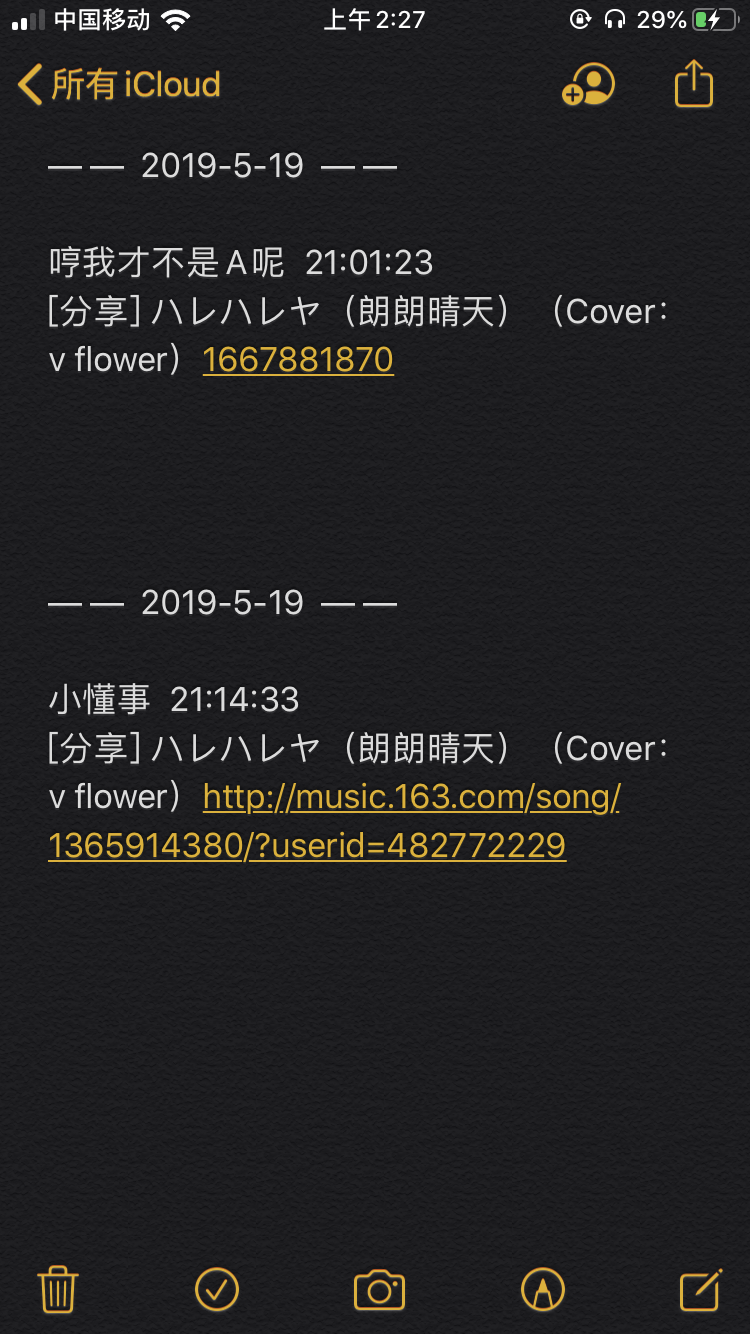 中国移动 上午2:27 29%
所有 iCloud
—— 2019-5-19 ——
哼我才不是A呢 21:01:23
[分享] ハレハレヤ（朗朗晴天）（Cover：
v flower）1667881870
—— 2019-5-19 ——
小懂事 21:14:33
[分享] ハレハレヤ（朗朗晴天）（Cover：
v flower）http://music.163.com/song/
1365914380/?userid=482772229